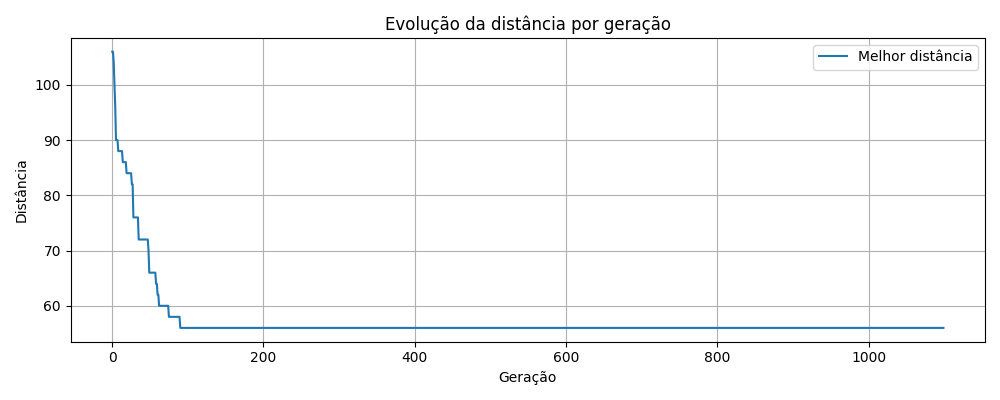 Evolução da distância por geração
Melhor distância
Distância
100
90
80
70
60
0 200 400 600 800 1000
Geração